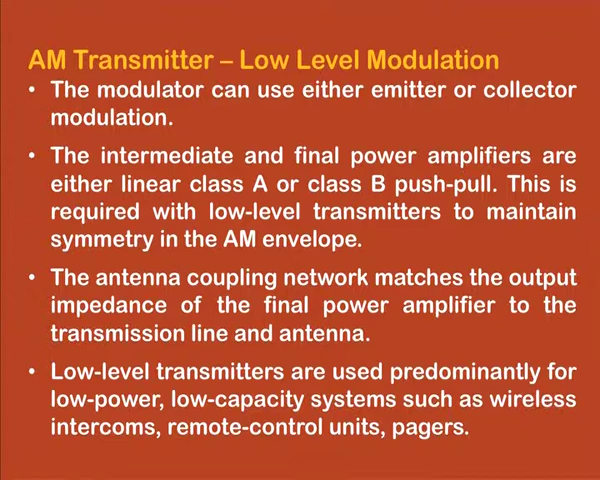 AM Transmitter – Low Level Modulation
• The modulator can use either emitter or collector
modulation.
• The intermediate and final power amplifiers are
either linear class A or class B push-pull. This is
required with low-level transmitters to maintain
symmetry in the AM envelope.
• The antenna coupling network matches the output
impedance of the final power amplifier to the
transmission line and antenna.
• Low-level transmitters are used predominantly for
low-power, low-capacity systems such as wireless
intercoms, remote-control units, pagers.